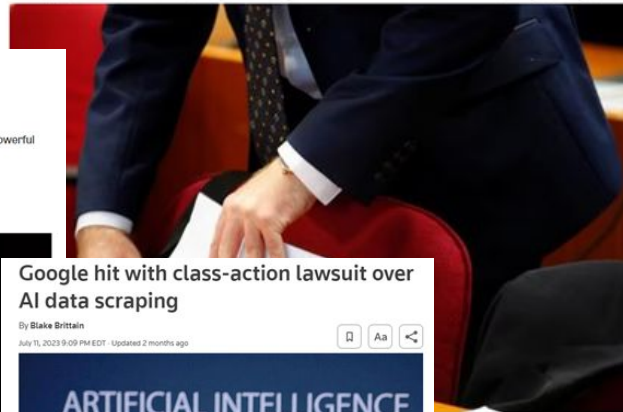 owerful
Google hit with class-action lawsuit over
AI data scraping
By Blake Brittain
July 11, 2023 9:09 PM EDT · Updated 2 months ago
Aa
ARTIFICIAL INTELLIGENCE